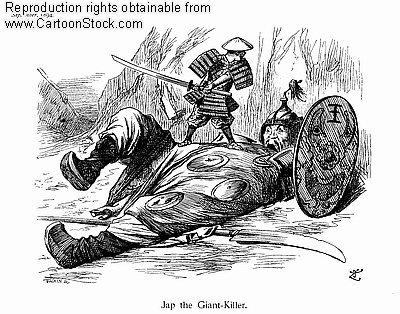 Reproduction rights obtainable from
www.CartoonStock.com
Jap the Giant-Killer.